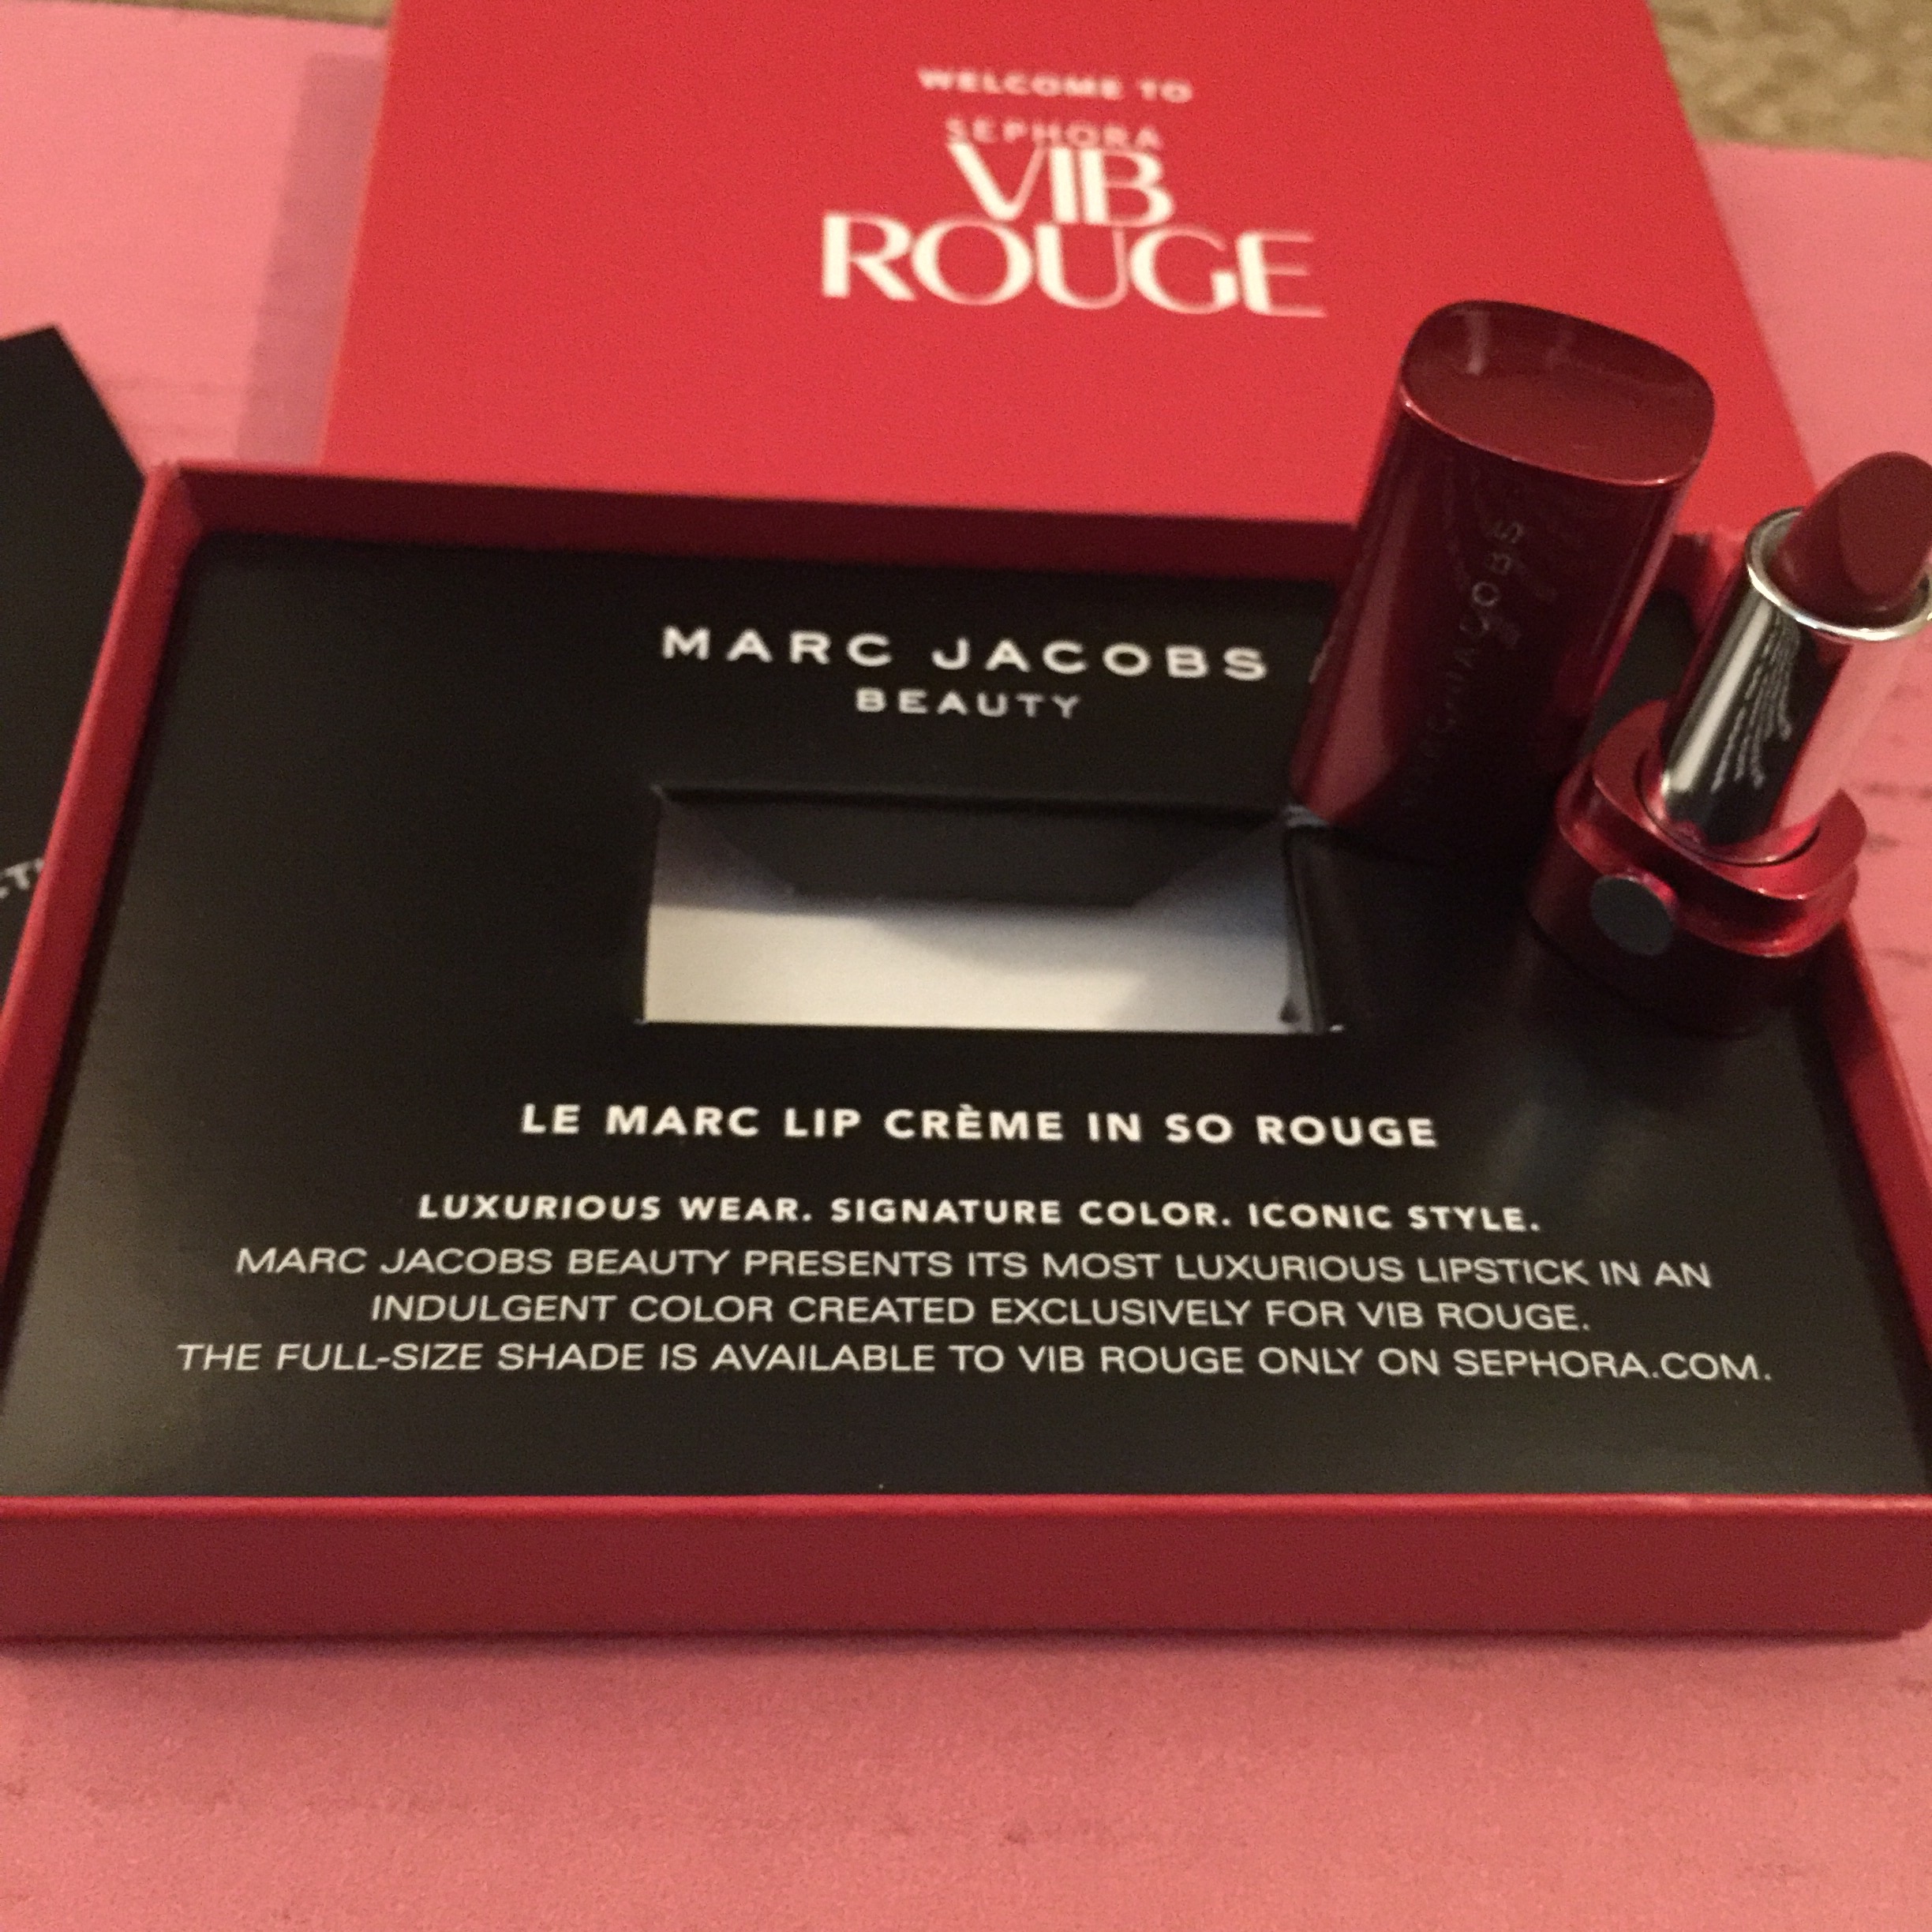 WELCOME TO
SEPHORA
VIB
ROUGE
MARC JACOBS
BEAUTY
MARC JACOBS
LE MARC LIP CRÈME IN SO ROUGE
LUXURIOUS WEAR. SIGNATURE COLOR. ICONIC STYLE.
MARC JACOBS BEAUTY PRESENTS ITS MOST LUXURIOUS LIPSTICK IN AN
INDULGENT COLOR CREATED EXCLUSIVELY FOR VIB ROUGE.
THE FULL-SIZE SHADE IS AVAILABLE TO VIB ROUGE ONLY ON SEPHORA.COM.